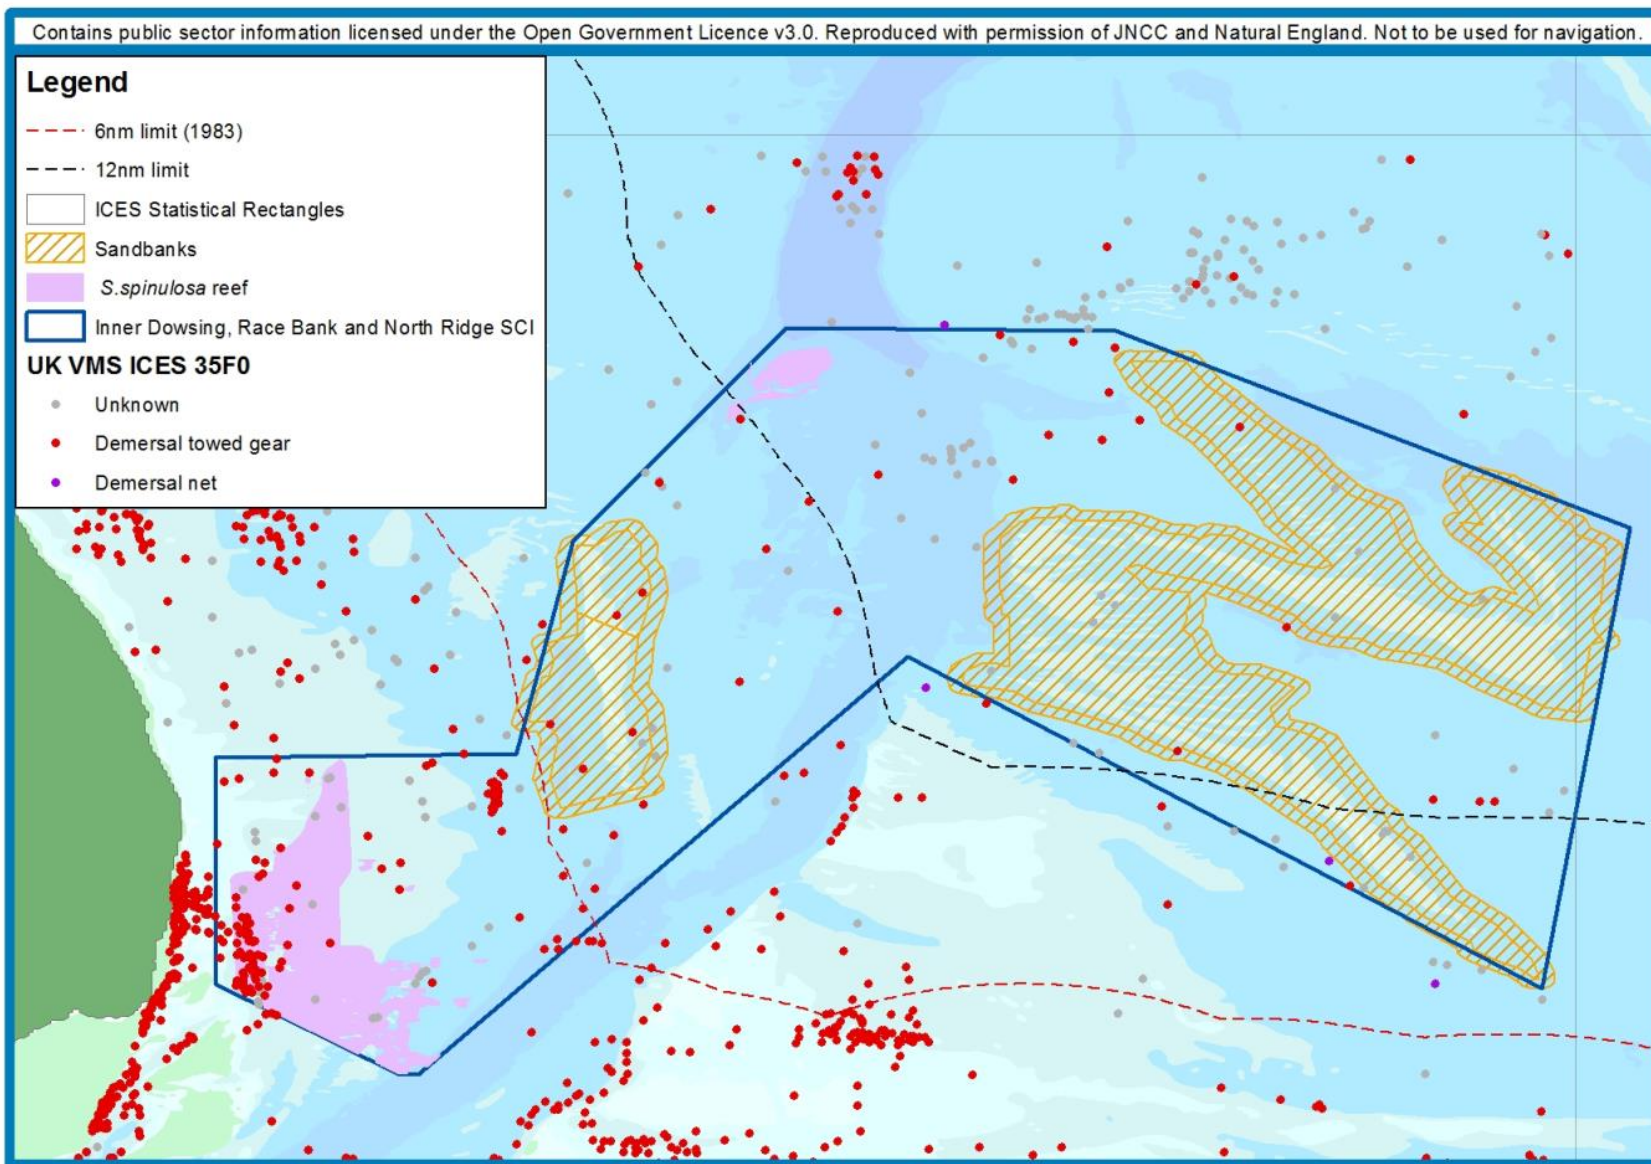 Contains public sector information licensed under the Open Government Licence v3.0. Reproduced with permission of JNCC and Natural England. Not to be used for navigation.
Legend
6nm limit (1983)
12nm limit
ICES Statistical Rectangles
Sandbanks
S.spinulosa reef
Inner Dowsing, Race Bank and North Ridge SCI
UK VMS ICES 35F0
Unknown
Demersal towed gear
Demersal net